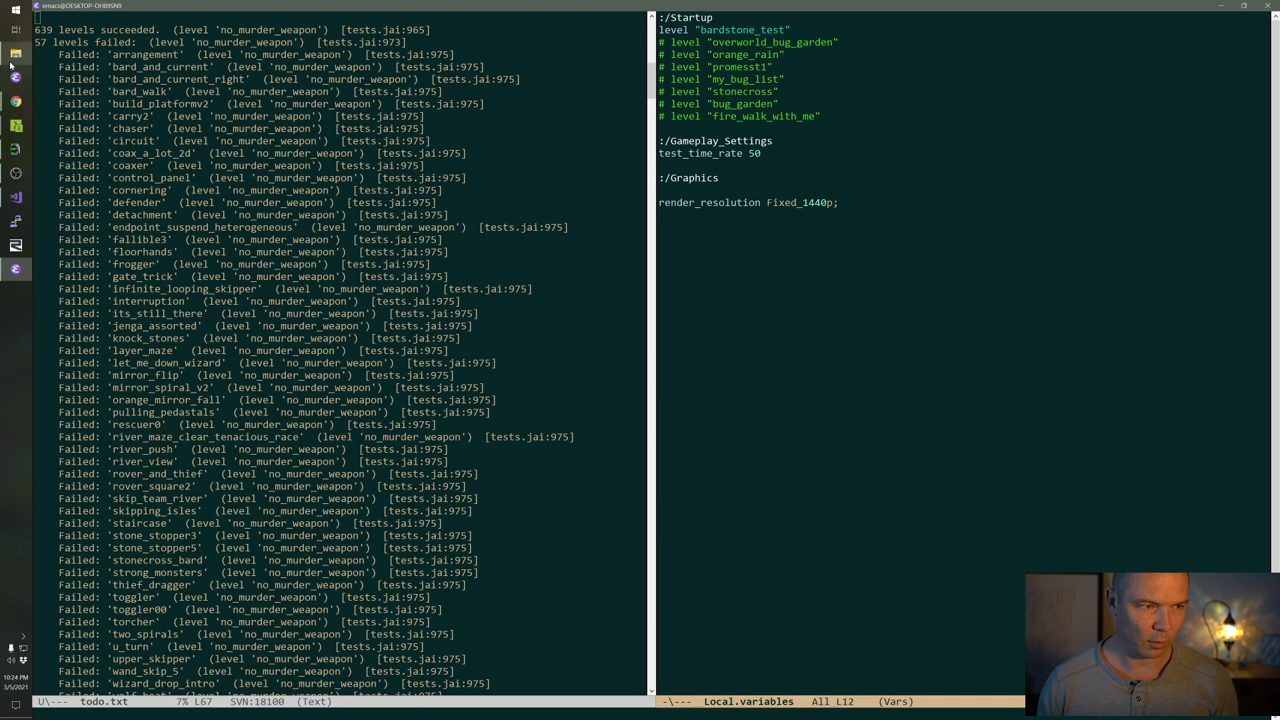 emacs@DESKTOP-OH89SN9
639 levels succeeded.  (level 'no_murder_weapon')  [tests.jai:965]
57 levels failed:  (level 'no_murder_weapon')  [tests.jai:973]
Failed: 'arrangement'  (level 'no_murder_weapon')  [tests.jai:975]
Failed: 'bard_and_current'  (level 'no_murder_weapon')  [tests.jai:975]
Failed: 'bard_and_current_right'  (level 'no_murder_weapon')  [tests.jai:975]
Failed: 'bard_walk'  (level 'no_murder_weapon')  [tests.jai:975]
Failed: 'build_platformv2'  (level 'no_murder_weapon')  [tests.jai:975]
Failed: 'carry2'  (level 'no_murder_weapon')  [tests.jai:975]
Failed: 'chaser'  (level 'no_murder_weapon')  [tests.jai:975]
Failed: 'circuit'  (level 'no_murder_weapon')  [tests.jai:975]
Failed: 'coax_a_lot_2d'  (level 'no_murder_weapon')  [tests.jai:975]
Failed: 'coaxer'  (level 'no_murder_weapon')  [tests.jai:975]
Failed: 'control_panel'  (level 'no_murder_weapon')  [tests.jai:975]
Failed: 'cornering'  (level 'no_murder_weapon')  [tests.jai:975]
Failed: 'defender'  (level 'no_murder_weapon')  [tests.jai:975]
Failed: 'detachment'  (level 'no_murder_weapon')  [tests.jai:975]
Failed: 'endpoint_suspend_heterogeneous'  (level 'no_murder_weapon')  [tests.jai:975]
Failed: 'fallible3'  (level 'no_murder_weapon')  [tests.jai:975]
Failed: 'floorhands'  (level 'no_murder_weapon')  [tests.jai:975]
Failed: 'frogger'  (level 'no_murder_weapon')  [tests.jai:975]
Failed: 'gate_trick'  (level 'no_murder_weapon')  [tests.jai:975]
Failed: 'infinite_looping_skipper'  (level 'no_murder_weapon')  [tests.jai:975]
Failed: 'interruption'  (level 'no_murder_weapon')  [tests.jai:975]
Failed: 'its_still_there'  (level 'no_murder_weapon')  [tests.jai:975]
Failed: 'jenga_assorted'  (level 'no_murder_weapon')  [tests.jai:975]
Failed: 'knock_stones'  (level 'no_murder_weapon')  [tests.jai:975]
Failed: 'layer_maze'  (level 'no_murder_weapon')  [tests.jai:975]
Failed: 'let_me_down_wizard'  (level 'no_murder_weapon')  [tests.jai:975]
Failed: 'mirror_flip'  (level 'no_murder_weapon')  [tests.jai:975]
Failed: 'mirror_spiral_v2'  (level 'no_murder_weapon')  [tests.jai:975]
Failed: 'orange_mirror_fall'  (level 'no_murder_weapon')  [tests.jai:975]
Failed: 'pulling_pedastals'  (level 'no_murder_weapon')  [tests.jai:975]
Failed: 'rescuer0'  (level 'no_murder_weapon')  [tests.jai:975]
Failed: 'river_maze_clear_tenacious_race'  (level 'no_murder_weapon')  [tests.jai:975]
Failed: 'river_push'  (level 'no_murder_weapon')  [tests.jai:975]
Failed: 'river_view'  (level 'no_murder_weapon')  [tests.jai:975]
Failed: 'rover_and_thief'  (level 'no_murder_weapon')  [tests.jai:975]
Failed: 'rover_square2'  (level 'no_murder_weapon')  [tests.jai:975]
Failed: 'skip_team_river'  (level 'no_murder_weapon')  [tests.jai:975]
Failed: 'skipping_isles'  (level 'no_murder_weapon')  [tests.jai:975]
Failed: 'staircase'  (level 'no_murder_weapon')  [tests.jai:975]
Failed: 'stone_stopper3'  (level 'no_murder_weapon')  [tests.jai:975]
Failed: 'stone_stopper5'  (level 'no_murder_weapon')  [tests.jai:975]
Failed: 'stonecross_bard'  (level 'no_murder_weapon')  [tests.jai:975]
Failed: 'strong_monsters'  (level 'no_murder_weapon')  [tests.jai:975]
Failed: 'thief_dragger'  (level 'no_murder_weapon')  [tests.jai:975]
Failed: 'toggler'  (level 'no_murder_weapon')  [tests.jai:975]
Failed: 'toggler00'  (level 'no_murder_weapon')  [tests.jai:975]
Failed: 'torcher'  (level 'no_murder_weapon')  [tests.jai:975]
Failed: 'two_spirals'  (level 'no_murder_weapon')  [tests.jai:975]
Failed: 'u_turn'  (level 'no_murder_weapon')  [tests.jai:975]
Failed: 'upper_skipper'  (level 'no_murder_weapon')  [tests.jai:975]
Failed: 'wand_skip_5'  (level 'no_murder_weapon')  [tests.jai:975]
Failed: 'wizard_drop_intro'  (level 'no_murder_weapon')  [tests.jai:975]
U\---  todo.txt  7% L67  SVN:18100  (Text)
:/Startup
level "bardstone_test"
# level "overworld_bug_garden"
# level "orange_rain"
# level "promesst1"
# level "my_bug_list"
# level "stonecross"
# level "bug_garden"
# level "fire_walk_with_me"
:/Gameplay_Settings
test_time_rate 50
:/Graphics
render_resolution Fixed_1440p;
-\---  Local.variables  All L12  (Vars)
10:24 PM
3/5/2021